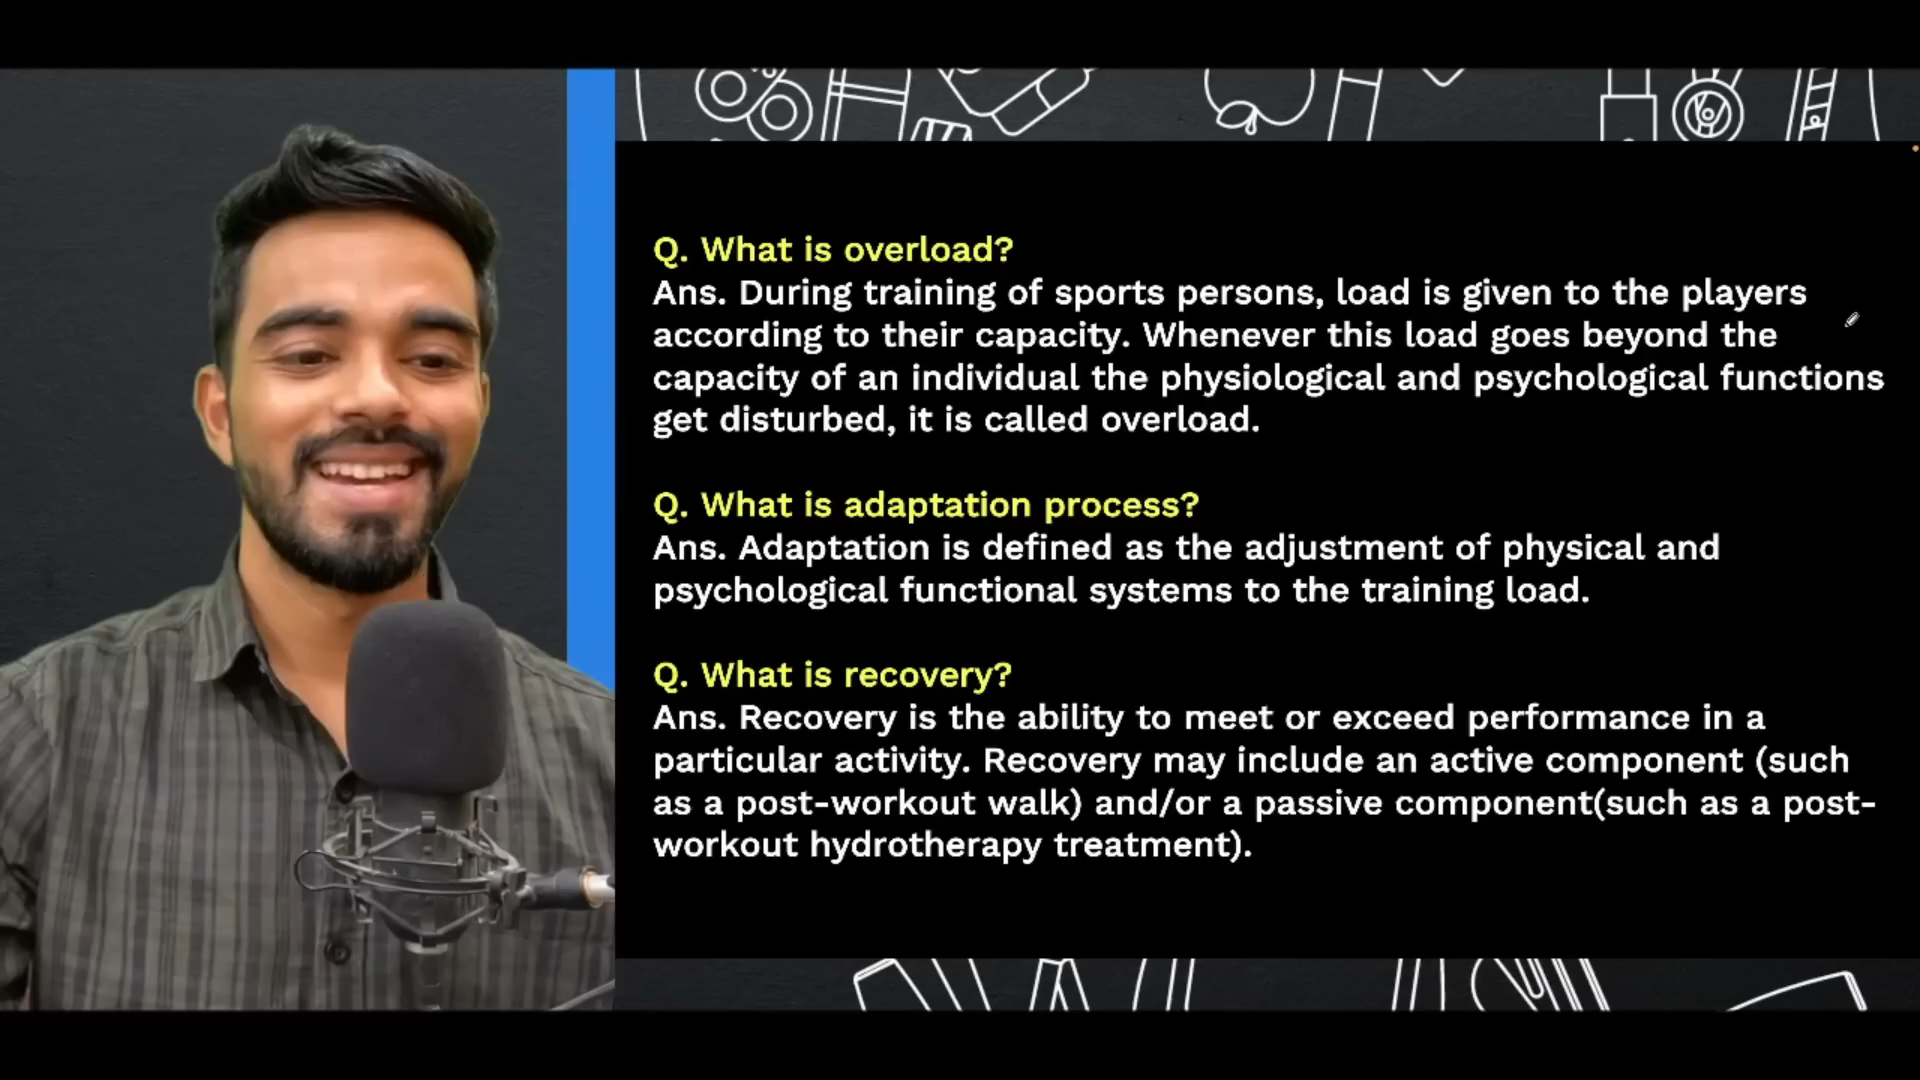 Q. What is overload?
Ans. During training of sports persons, load is given to the players
according to their capacity. Whenever this load goes beyond the
capacity of an individual the physiological and psychological functions
get disturbed, it is called overload.
Q. What is adaptation process?
Ans. Adaptation is defined as the adjustment of physical and
psychological functional systems to the training load.
Q. What is recovery?
Ans. Recovery is the ability to meet or exceed performance in a
particular activity. Recovery may include an active component (such
as a post-workout walk) and/or a passive component(such as a post-
workout hydrotherapy treatment).